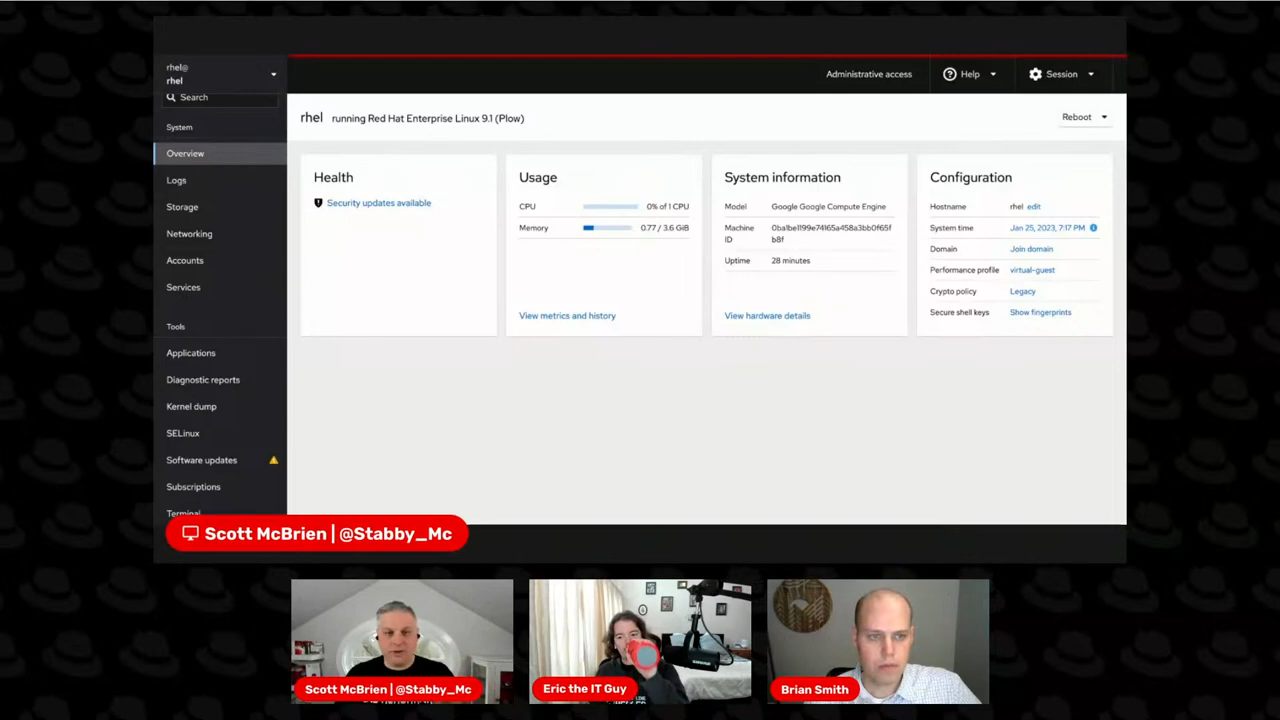 rhel@
rhel
Search
System
Overview
Logs
Storage
Networking
Accounts
Services
Tools
Applications
Diagnostic reports
Kernel dump
SELinux
Software updates
Subscriptions
Terminal
Administrative access
Help
Session
rhel running Red Hat Enterprise Linux 9.1 (Plow)
Reboot
Health
Security updates available
Usage
CPU 0% of 1 CPU
Memory 0.77 / 3.6 GiB
View metrics and history
System information
Model Google Google Compute Engine
Machine ID 0ba1be1199e74165a458a3bb0f65f
b8f
Uptime 28 minutes
View hardware details
Configuration
Hostname rhel edit
System time Jan 25, 2023, 7:17 PM
Domain Join domain
Performance profile virtual-guest
Crypto policy Legacy
Secure shell keys Show fingerprints
Scott McBrien | @Stabby_Mc
Scott McBrien | @Stabby_Mc
Eric the IT Guy
Brian Smith